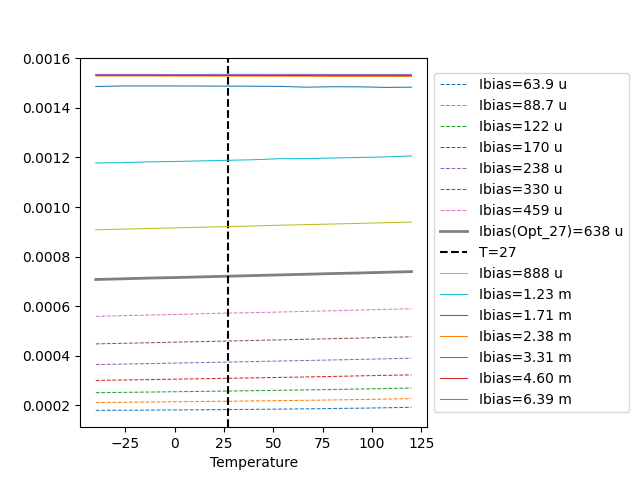 0.0016
0.0014
0.0012
0.0010
0.0008
0.0006
0.0004
0.0002
−25 0 25 50 75 100 125
Temperature
Ibias=63.9 u
Ibias=88.7 u
Ibias=122 u
Ibias=170 u
Ibias=238 u
Ibias=330 u
Ibias=459 u
Ibias(Opt_27)=638 u
T=27
Ibias=888 u
Ibias=1.23 m
Ibias=1.71 m
Ibias=2.38 m
Ibias=3.31 m
Ibias=4.60 m
Ibias=6.39 m